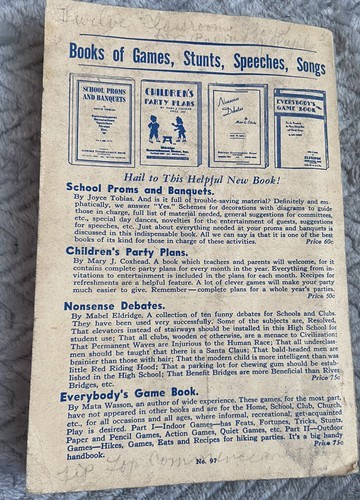 Twelve
Books of Games, Stunts, Speeches, Songs
SCHOOL PROMS
AND BANQUETS
CHILDREN'S
PARTY PLANS
Nonsense
Debates
EVERYBODY'S
GAME BOOK
Hail to This Helpful New Book!
School Proms and Banquets.
By Joyce Tobias. And is it full of trouble-saving material? Definitely and em-
phatically, we answer "Yes." Schemes for decorations with diagrams to guide
those in charge, full list of material needed, general suggestions for committees,
etc., special day dances, novelties for the entertainment of guests, suggestions
for speeches, etc. Just about everything needed at your proms and banquets is
discussed in this indispensable book. All we can say is that it is one of the best
books of its kind for those in charge of these activities. Price 60c
Children's Party Plans.
By Mary J. Coxhead. A book which teachers and parents will welcome, for it
contains complete party plans for every month in the year. Everything from in-
vitations to entertainment is included in the plans for each month. Recipes for
refreshments are a helpful feature. A lot of clever games will make your party
much easier to give. Remember—complete plans for a whole year's parties.
Price 50c
Nonsense Debates.
By Mabel Eldridge. A collection of ten funny debates for Schools and Clubs.
They have been used very successfully. Some of the subjects are, Resolved,
That elevators instead of stairways should be installed in this High School for
student use; That all clubs, wooden or otherwise, are a menace to Civilization;
That Permanent Waves are Injurious to the Human Race; That all underclass-
men should be taught that there is a Santa Claus; That bald-headed men are
brainier than those with hair; That the modern child is more intelligent than was
little Red Riding Hood; That a parking lot for chewing gum should be estab-
lished in the High School; That Benefit Bridges are more Beneficial than River
Bridges, etc. Price 75c
Everybody's Game Book.
By Mata Wasson, an author of wide experience. These games, for the most part,
have not appeared in other books and are for the Home, School, Club, Church,
etc., for all occasions and all ages, where informal, recreational, get-acquainted
Play is desired. Part I—Indoor Games—has Feats, Fortunes, Tricks, Stunts,
Paper and Pencil Games, Action Games, Quiet Games, etc. Part II—Outdoor
Games—Hikes, Games, Eats and Recipes for hiking parties. It's a big handy
handbook. Price 75c
No. 97